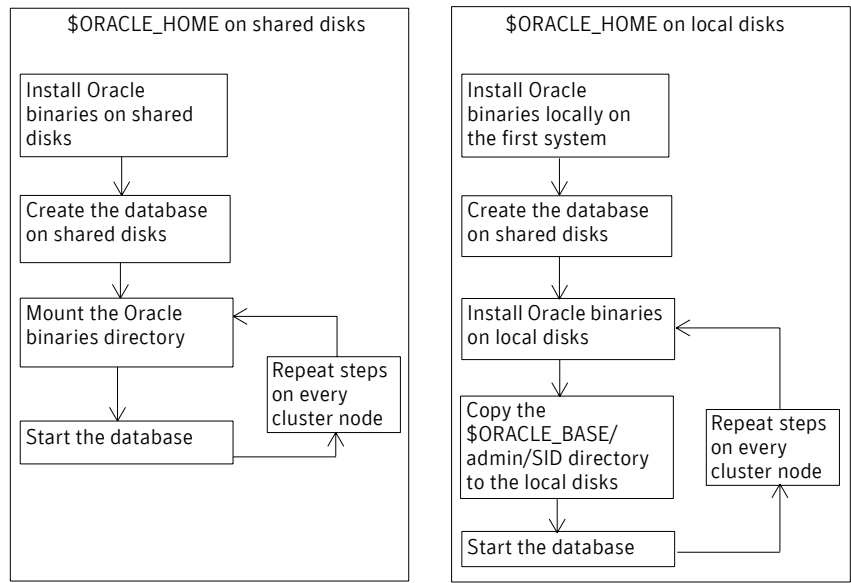 $ORACLE_HOME on shared disks
Install Oracle
binaries on shared
disks
Create the database
on shared disks
Mount the Oracle
binaries directory
Repeat steps
on every
cluster node
Start the database
$ORACLE_HOME on local disks
Install Oracle
binaries locally on
the first system
Create the database
on shared disks
Install Oracle binaries
on local disks
Copy the
$ORACLE_BASE/
admin/SID directory
to the local disks
Repeat steps
on every
cluster node
Start the database